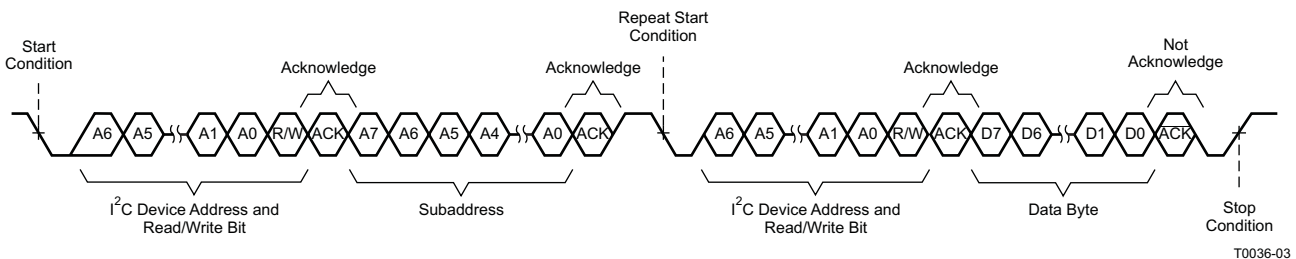 Start
Condition
Acknowledge
Acknowledge
Repeat Start
Condition
Acknowledge
Not
Acknowledge
A6 A5 A1 A0 R/W ACK A7 A6 A5 A4 A0 ACK A6 A5 A1 A0 R/W ACK D7 D6 D1 D0 ACK
I2C Device Address and
Read/Write Bit
Subaddress
I2C Device Address and
Read/Write Bit
Data Byte
Stop
Condition
T0036-03